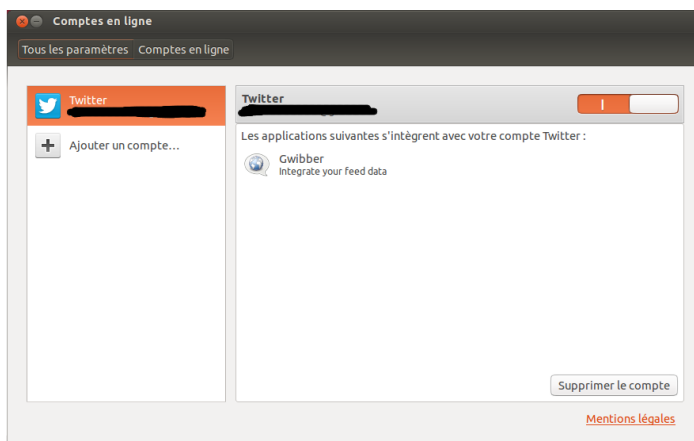 Comptes en ligne
Tous les paramètres Comptes en ligne
Twitter
Ajouter un compte...
Twitter
Les applications suivantes s'intègrent avec votre compte Twitter :
Gwibber
Integrate your feed data
Supprimer le compte
Mentions légales